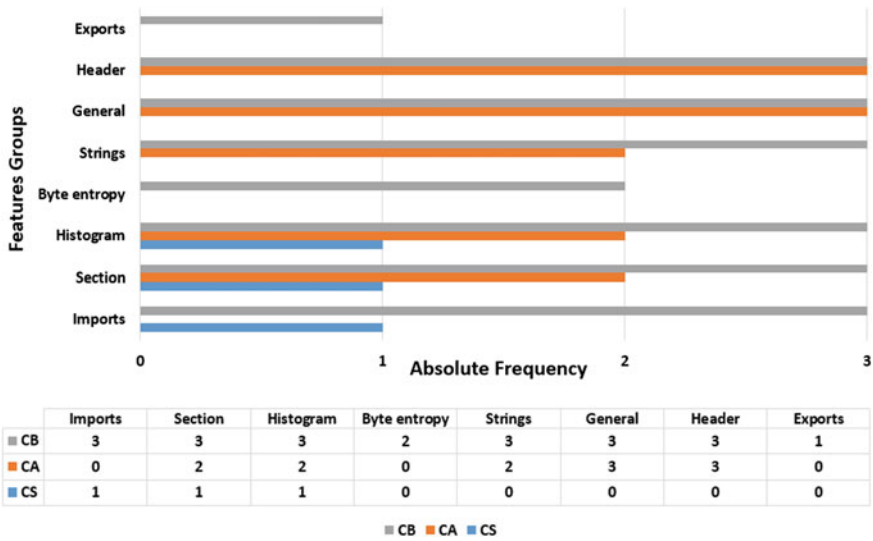 Exports
Header
General
Strings
Byte entropy
Histogram
Section
Imports
Features Groups
0 1 2 3
Absolute Frequency
Imports Section Histogram Byte entropy Strings General Header Exports
CB 3 3 3 2 3 3 3 1
CA 0 2 2 0 2 3 3 0
CS 1 1 1 0 0 0 0 0
CB CA CS